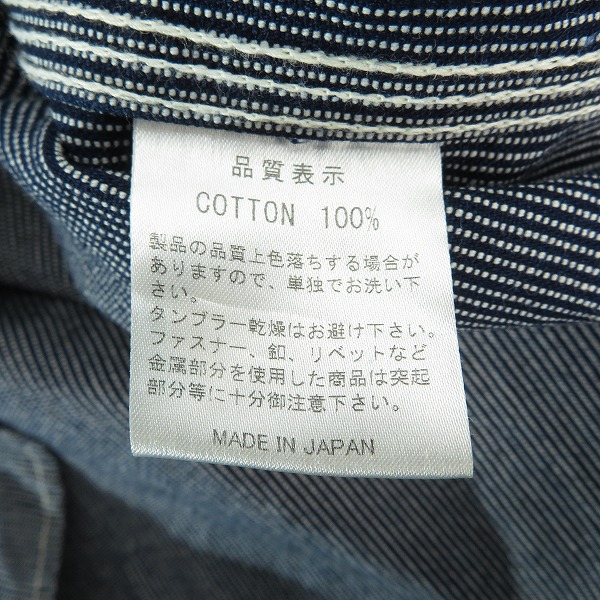 品質表示
COTTON 100%
製品の品質上色落ちする場合が
ありますので、単独でお洗い下
さい。
タンブラー乾燥はお避け下さい。
ファスナー、釦、リベットなど
金属部分を使用した商品は突起
部分等に十分御注意下さい。
MADE IN JAPAN